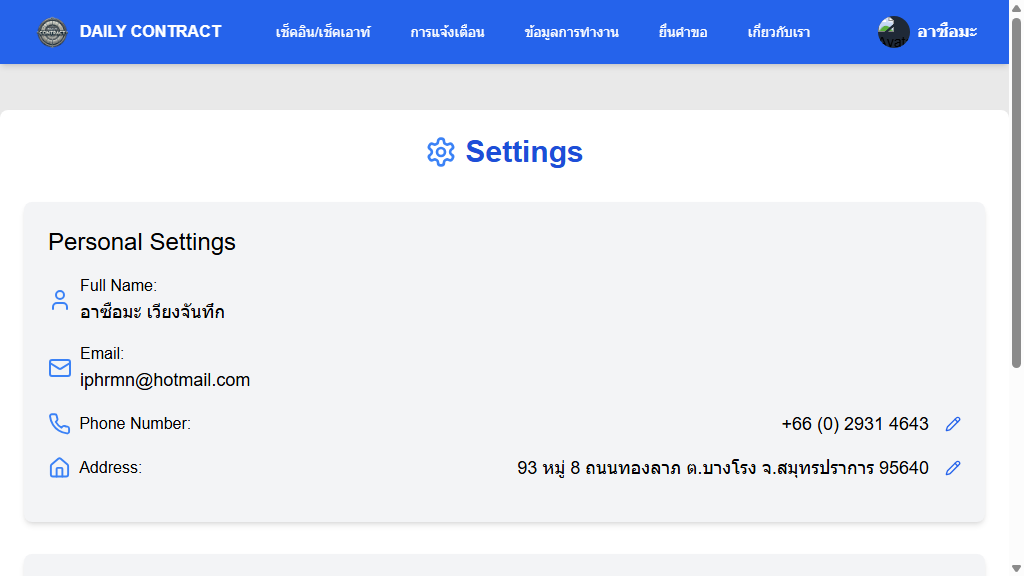 DAILY CONTRACT
เช็คอิน/เช็คเอาท์
การแจ้งเตือน
ข้อมูลการทำงาน
ยื่นคำขอ
เกี่ยวกับเรา
อาซือมะ
Settings
Personal Settings
Full Name:
อาซือมะ เวียงจันทึก
Email:
iphrmn@hotmail.com
Phone Number:
+66 (0) 2931 4643
Address:
93 หมู่ 8 ถนนทองลาภ ต.บางโรง จ.สมุทรปราการ 95640